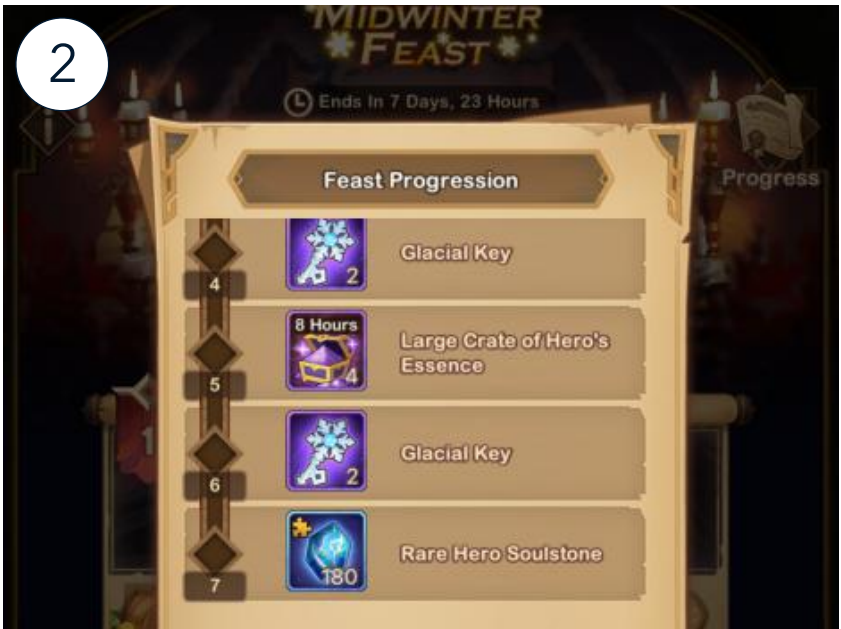 2
MIDWINTER
FEAST
Ends In 7 Days, 23 Hours
Progress
Feast Progression
2
Glacial Key
4
8 Hours
4
Large Crate of Hero's
Essence
5
2
Glacial Key
6
180
Rare Hero Soulstone
7